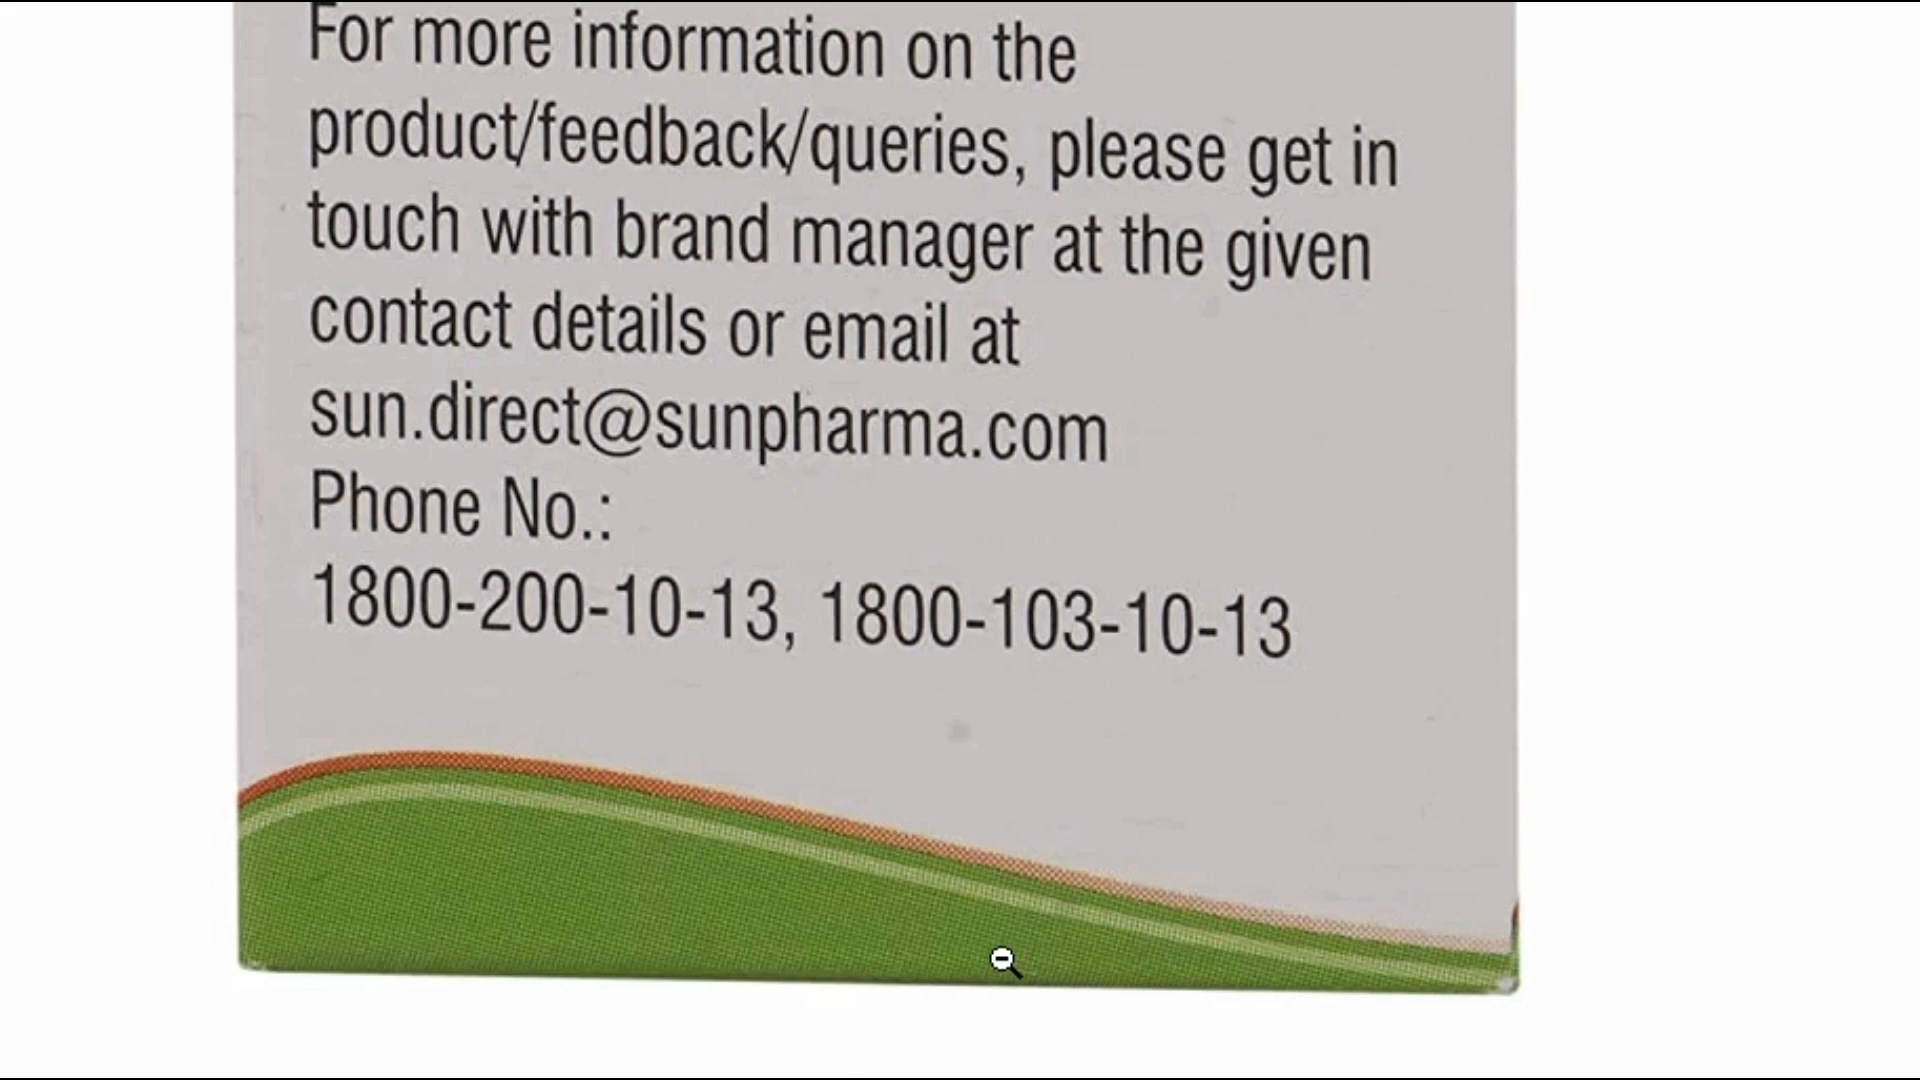 For more information on the
product/feedback/queries, please get in
touch with brand manager at the given
contact details or email at
sun.direct@sunpharma.com
Phone No.:
1800-200-10-13, 1800-103-10-13